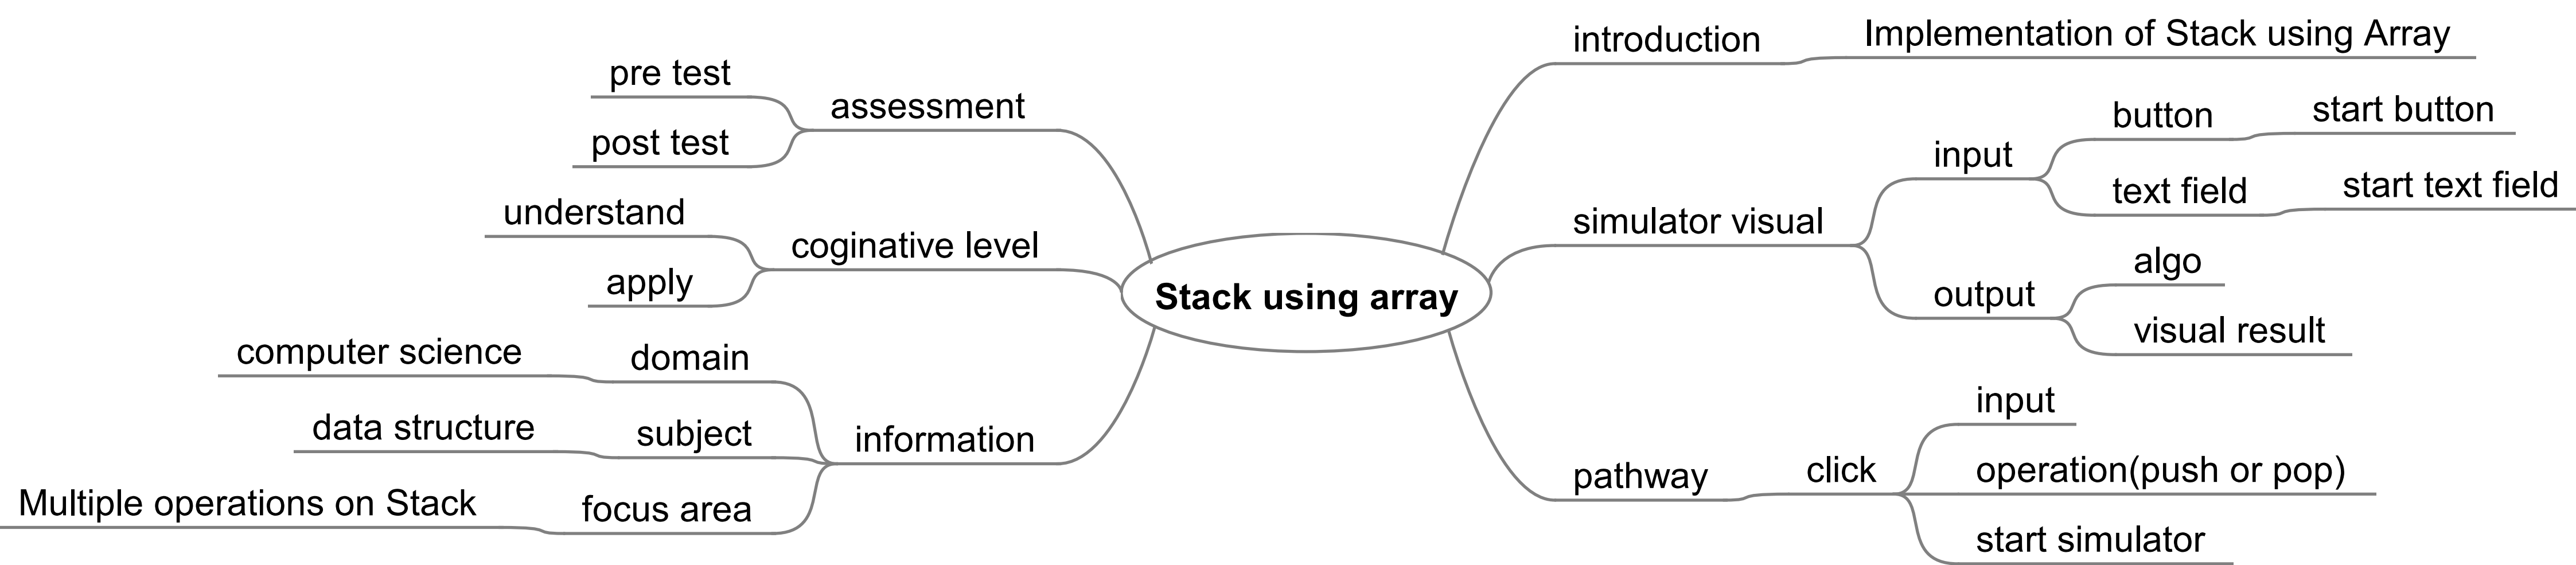 Stack using array
introduction
Implementation of Stack using Array
simulator visual
input
button
start button
text field
start text field
output
algo
visual result
pathway
click
input
operation(push or pop)
start simulator
assessment
pre test
post test
coginative level
understand
apply
information
domain
computer science
subject
data structure
focus area
Multiple operations on Stack